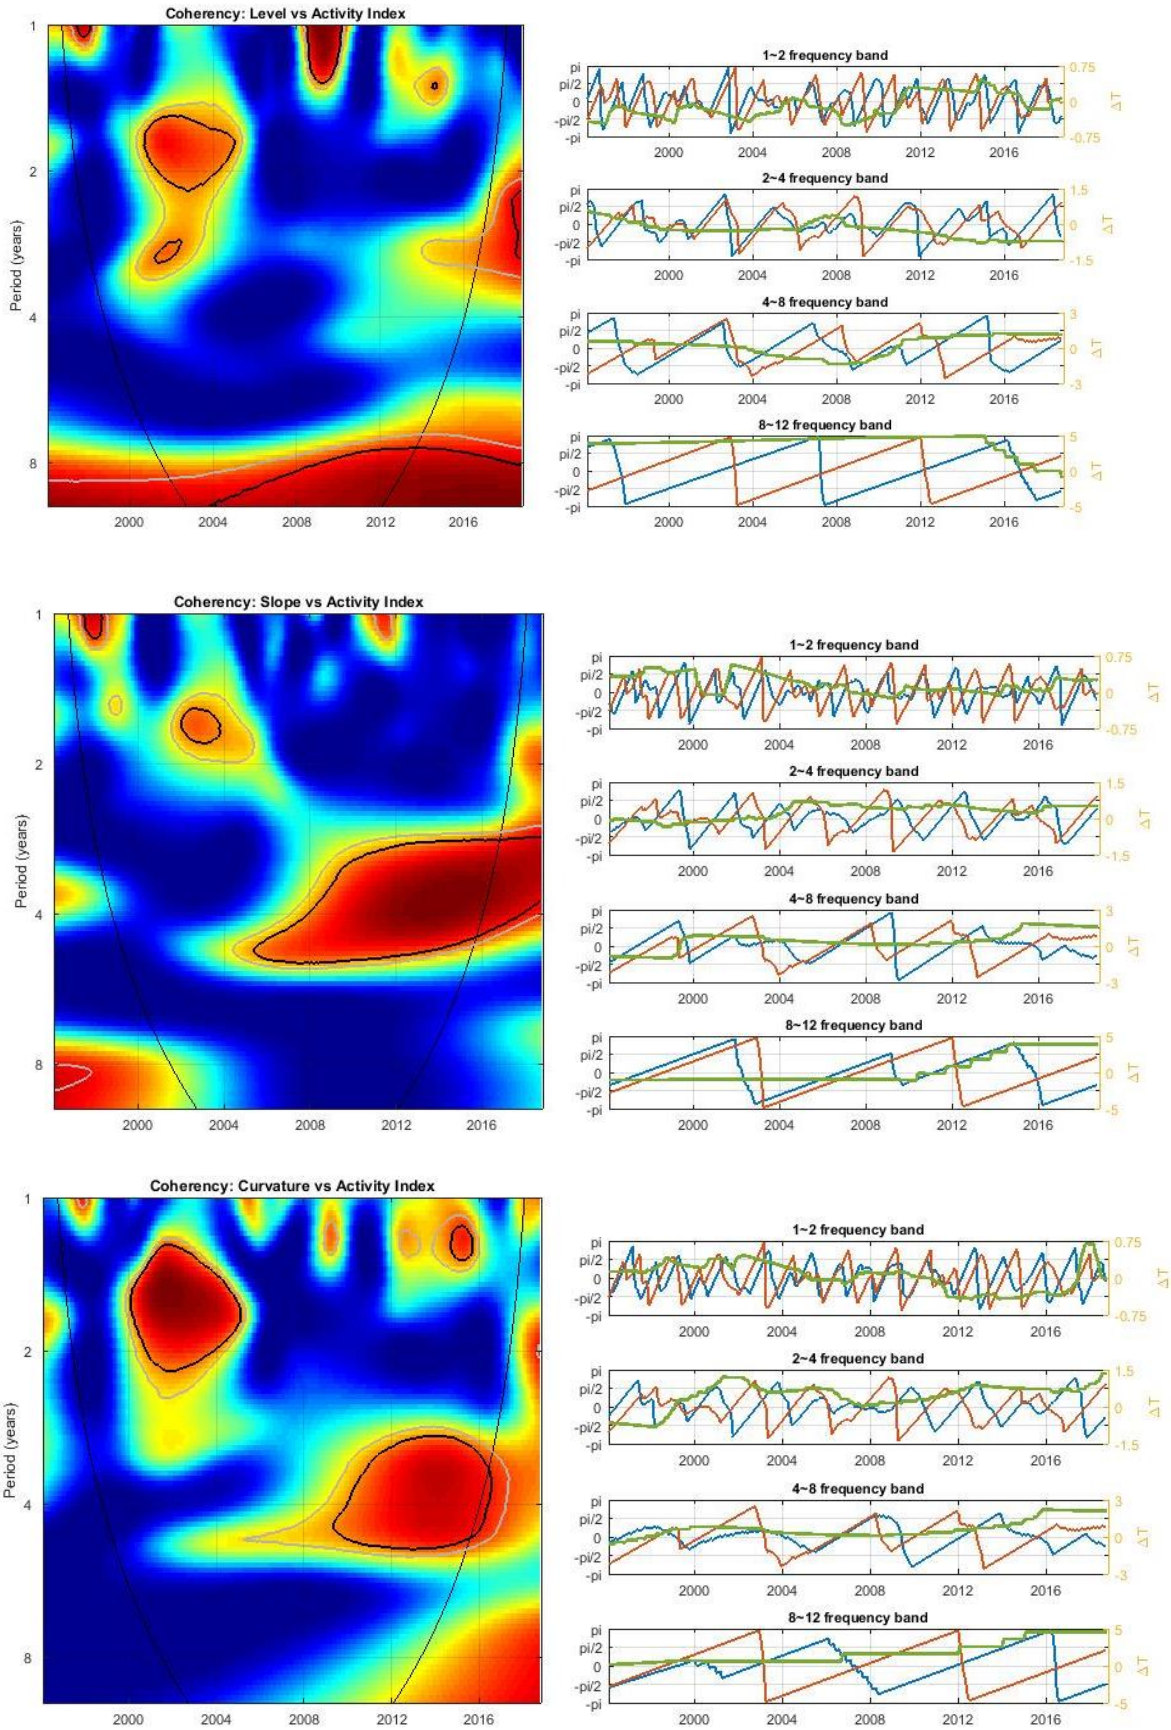 Coherency: Level vs Activity Index
1
2
4
8
Period (years)
2000 2004 2008 2012 2016
1~2 frequency band
pi
pi/2
0
-pi/2
-pi
0.75
0
-0.75
ΔT
2000 2004 2008 2012 2016
2~4 frequency band
pi
pi/2
0
-pi/2
-pi
1.5
0
-1.5
ΔT
2000 2004 2008 2012 2016
4~8 frequency band
pi
pi/2
0
-pi/2
-pi
3
0
-3
ΔT
2000 2004 2008 2012 2016
8~12 frequency band
pi
pi/2
0
-pi/2
-pi
5
0
-5
ΔT
2000 2004 2008 2012 2016
Coherency: Slope vs Activity Index
1
2
4
8
Period (years)
2000 2004 2008 2012 2016
1~2 frequency band
pi
pi/2
0
-pi/2
-pi
0.75
0
-0.75
ΔT
2000 2004 2008 2012 2016
2~4 frequency band
pi
pi/2
0
-pi/2
-pi
1.5
0
-1.5
ΔT
2000 2004 2008 2012 2016
4~8 frequency band
pi
pi/2
0
-pi/2
-pi
3
0
-3
ΔT
2000 2004 2008 2012 2016
8~12 frequency band
pi
pi/2
0
-pi/2
-pi
5
0
-5
ΔT
2000 2004 2008 2012 2016
Coherency: Curvature vs Activity Index
1
2
4
8
Period (years)
2000 2004 2008 2012 2016
1~2 frequency band
pi
pi/2
0
-pi/2
-pi
0.75
0
-0.75
ΔT
2000 2004 2008 2012 2016
2~4 frequency band
pi
pi/2
0
-pi/2
-pi
1.5
0
-1.5
ΔT
2000 2004 2008 2012 2016
4~8 frequency band
pi
pi/2
0
-pi/2
-pi
3
0
-3
ΔT
2000 2004 2008 2012 2016
8~12 frequency band
pi
pi/2
0
-pi/2
-pi
5
0
-5
ΔT
2000 2004 2008 2012 2016